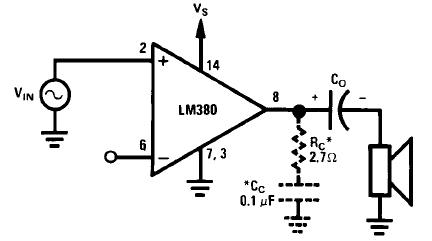 V_S
2
+
14
V_IN
LM380
8
+
C_O
−
6
−
7, 3
R_C*
2.7Ω
*C_C
0.1 μF